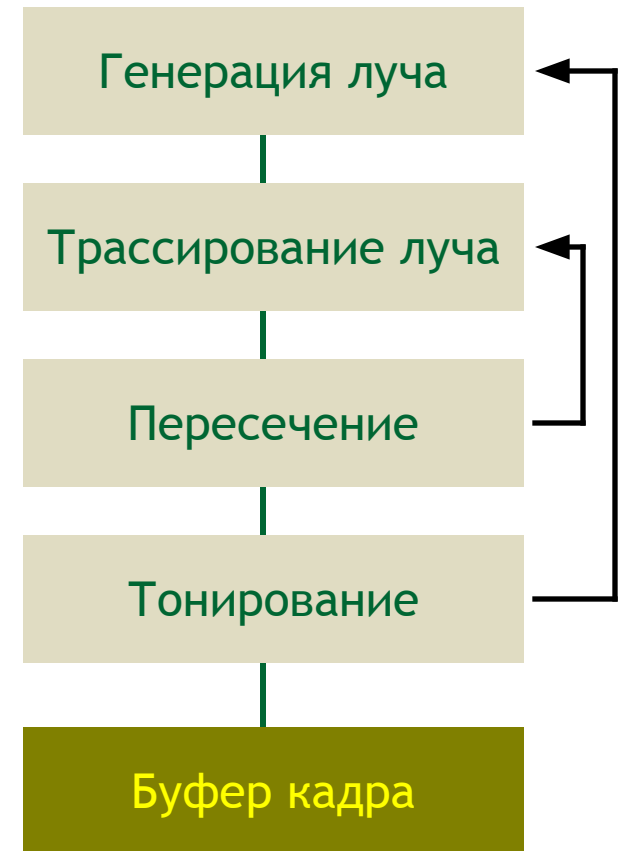 Генерация луча
Трассирование луча
Пересечение
Тонирование
Буфер кадра